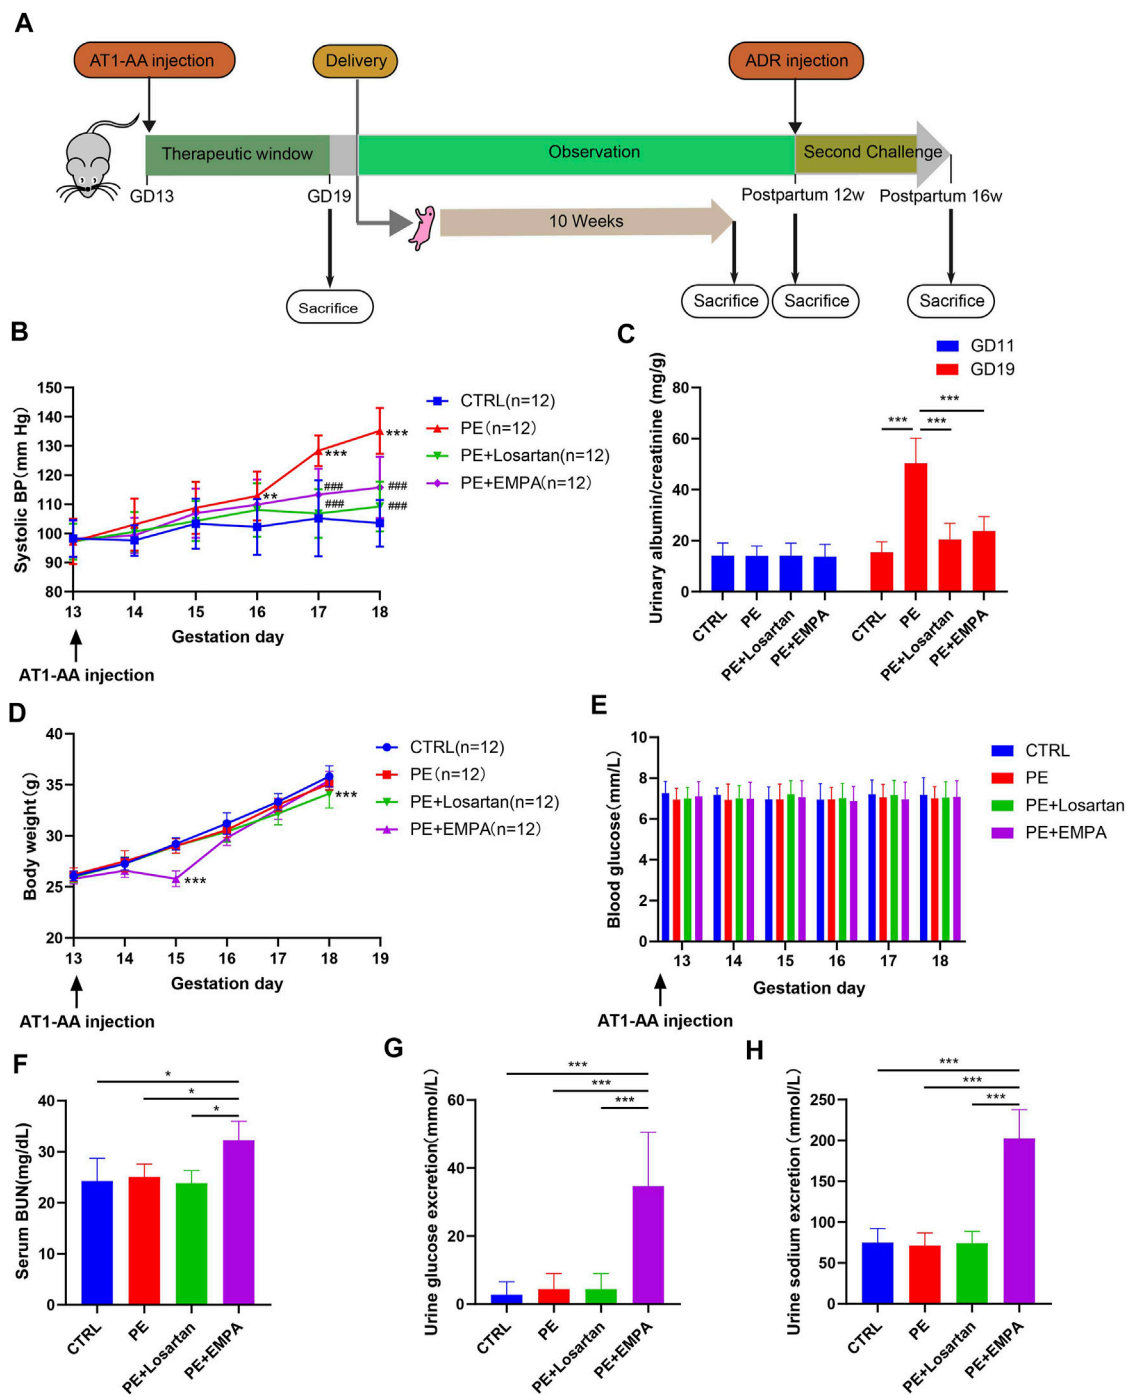 A
AT1-AA injection
Delivery
ADR injection
Therapeutic window
Observation
Second Challenge
GD13
GD19
Postpartum 12w
Postpartum 16w
10 Weeks
Sacrifice
Sacrifice
Sacrifice
Sacrifice
B
Systolic BP(mm Hg)
150
140
130
120
110
100
90
80
13
14
15
16
17
18
Gestation day
AT1-AA injection
**
***
***
###
###
###
###
CTRL(n=12)
PE(n=12)
PE+Losartan(n=12)
PE+EMPA(n=12)
C
GD11
GD19
Urinary albumin/creatinine (mg/g)
80
60
40
20
0
***
***
***
CTRL
PE
PE+Losartan
PE+EMPA
CTRL
PE
PE+Losartan
PE+EMPA
D
Body weight(g)
40
35
30
25
20
13
14
15
16
17
18
19
Gestation day
AT1-AA injection
***
***
CTRL(n=12)
PE(n=12)
PE+Losartan(n=12)
PE+EMPA(n=12)
E
Blood glucose(mm/L)
10
8
6
4
2
0
13
14
15
16
17
18
Gestation day
AT1-AA injection
CTRL
PE
PE+Losartan
PE+EMPA
F
Serum BUN(mg/dL)
40
30
20
10
0
*
*
*
CTRL
PE
PE+Losartan
PE+EMPA
G
Urine glucose excretion(mmol/L)
60
40
20
0
***
***
***
CTRL
PE
PE+Losartan
PE+EMPA
H
Urine sodium excretion (mmol/L)
250
200
150
100
50
0
***
***
***
CTRL
PE
PE+Losartan
PE+EMPA